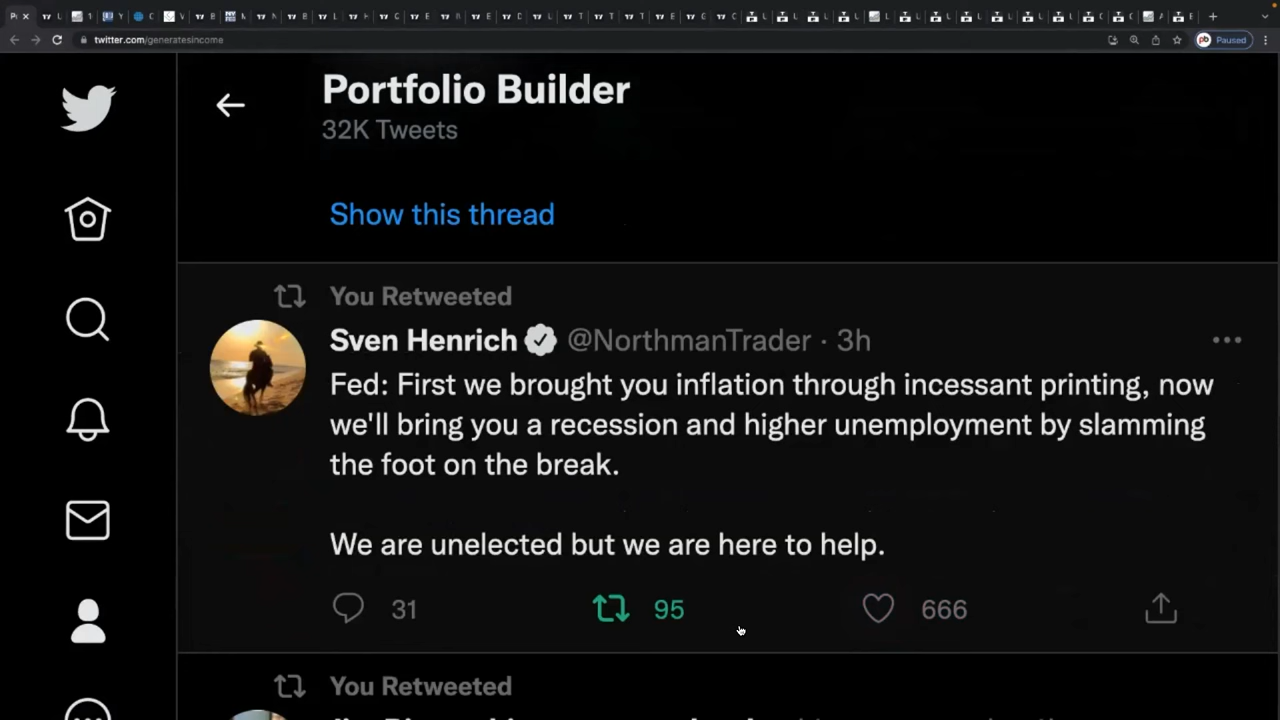 twitter.com/generatesincome
pb Paused
Portfolio Builder
32K Tweets
Show this thread
You Retweeted
Sven Henrich @NorthmanTrader · 3h
Fed: First we brought you inflation through incessant printing, now
we'll bring you a recession and higher unemployment by slamming
the foot on the break.
We are unelected but we are here to help.
31 95 666
You Retweeted